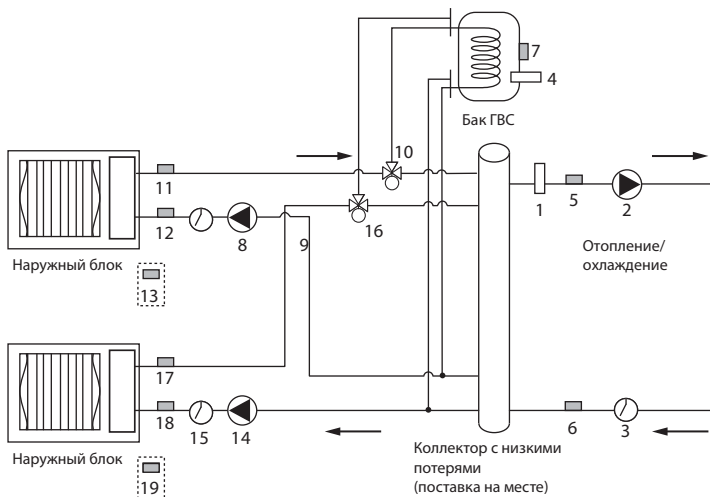 7
4
Бак ГВС
10
11
12
8
9
16
1
5
2
Наружный блок
13
Отопление/
охлаждение
17
18
15
14
6
3
Наружный блок
19
Коллектор с низкими
потерями
(поставка на месте)